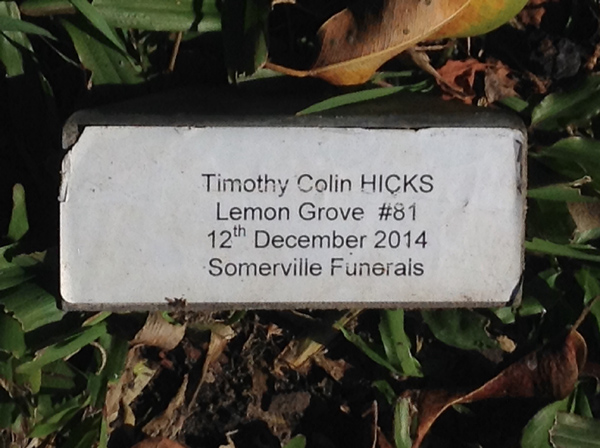 Timothy Colin HICKS
Lemon Grove #81
12th December 2014
Somerville Funerals